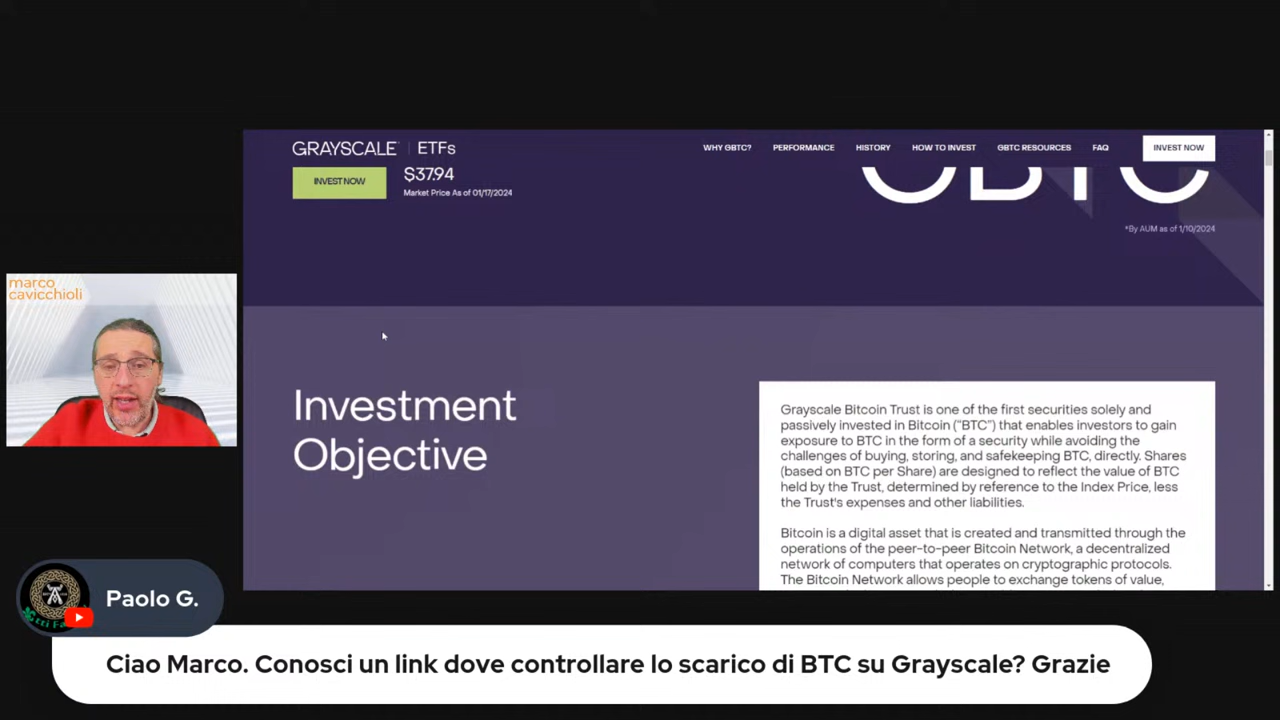 GRAYSCALE | ETFs
WHY GBTC? PERFORMANCE HISTORY HOW TO INVEST GBTC RESOURCES FAQ INVEST NOW
INVEST NOW
$37.94
Market Price As of 01/17/2024
GBTC
*By AUM as of 1/10/2024
marco
cavicchioli
Investment
Objective
Grayscale Bitcoin Trust is one of the first securities solely and
passively invested in Bitcoin (“BTC”) that enables investors to gain
exposure to BTC in the form of a security while avoiding the
challenges of buying, storing, and safekeeping BTC, directly. Shares
(based on BTC per Share) are designed to reflect the value of BTC
held by the Trust, determined by reference to the Index Price, less
the Trust's expenses and other liabilities.
Bitcoin is a digital asset that is created and transmitted through the
operations of the peer-to-peer Bitcoin Network, a decentralized
network of computers that operates on cryptographic protocols.
The Bitcoin Network allows people to exchange tokens of value,
Paolo G.
Ciao Marco. Conosci un link dove controllare lo scarico di BTC su Grayscale? Grazie